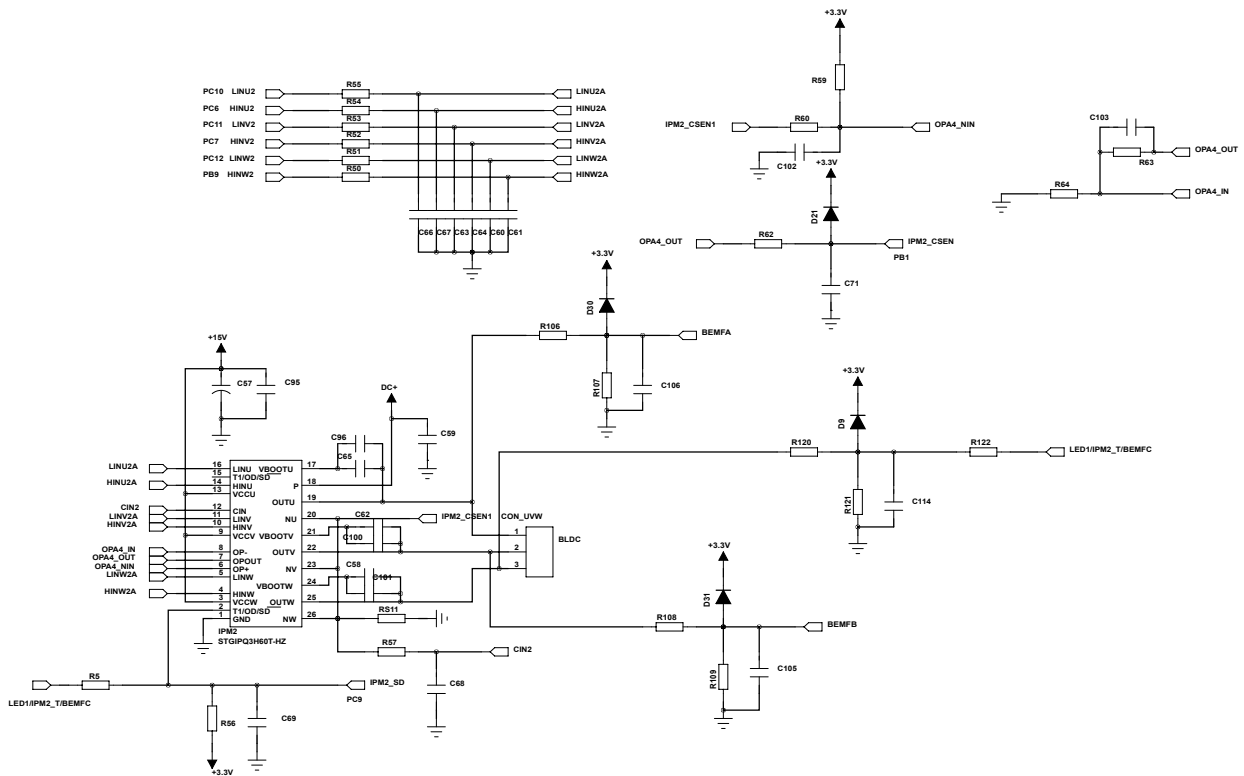 +3.3V
R59
PC10 LINU2 R55 LINU2A
PC6 HINU2 R54 HINU2A
PC11 LINV2 R53 LINV2A
PC7 HINV2 R52 HINV2A
PC12 LINW2 R51 LINW2A
PB9 HINW2 R50 HINW2A
C66 C67 C63 C64 C60 C61
IPM2_CSEN1 R60 OPA4_NIN
C102
+3.3V
D21
OPA4_OUT R62 IPM2_CSEN
PB1
C71
C103
R63 OPA4_OUT
R64 OPA4_IN
+3.3V
D30
R106 BEMFA
R107 C106
+15V
C57 C95
DC+
C59
C96
C65
+3.3V
D9
R120 R122 LED1/IPM2_T/BEMFC
R121 C114
LINU2A 16 LINU VBOOTU 17
15 T1/OD/SD
HINU2A 14 HINU P 18
13 VCCU
OUTU 19
CIN2 12 CIN
LINV2A 11 LINV NU 20 IPM2_CSEN1
HINV2A 10 HINV
9 VCCV VBOOTV 21
C62
C100
OPA4_IN 8 OP- OUTV 22
OPA4_OUT 7 OPOUT
OPA4_NIN 6 OP+ NV 23
LINW2A 5 LINW
VBOOTW 24
C58
C101
HINW2A 4 HINW
3 VCCW OUTW 25
2 T1/OD/SD
1 GND NW 26
IPM2
STGIPQ3H60T-HZ
CON_UVW
1
2
3
BLDC
RS11
R57 CIN2
C68
+3.3V
D31
R108 BEMFB
R109 C105
LED1/IPM2_T/BEMFC R5 IPM2_SD
PC9
R56 C69
+3.3V